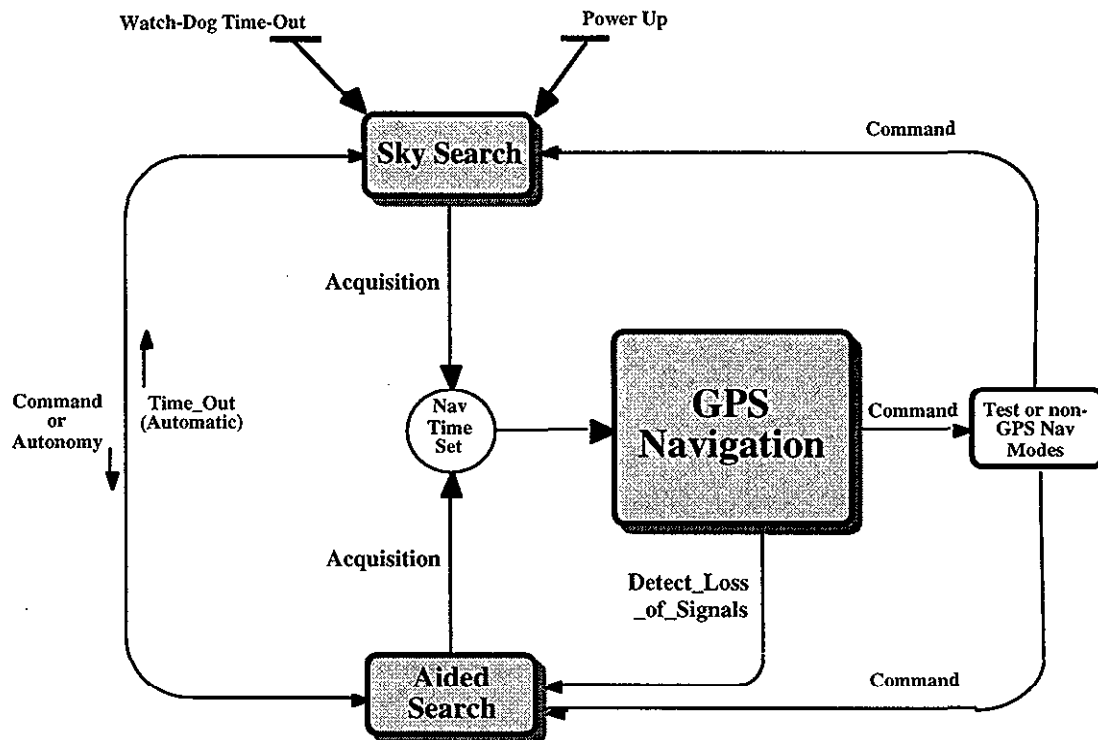 Watch-Dog Time-Out
Power Up
Sky Search
Command
Acquisition
Command
or
Autonomy
Time_Out
(Automatic)
Nav
Time
Set
GPS
Navigation
Command
Test or non-
GPS Nav
Modes
Acquisition
Detect_Loss
_of_Signals
Aided
Search
Command